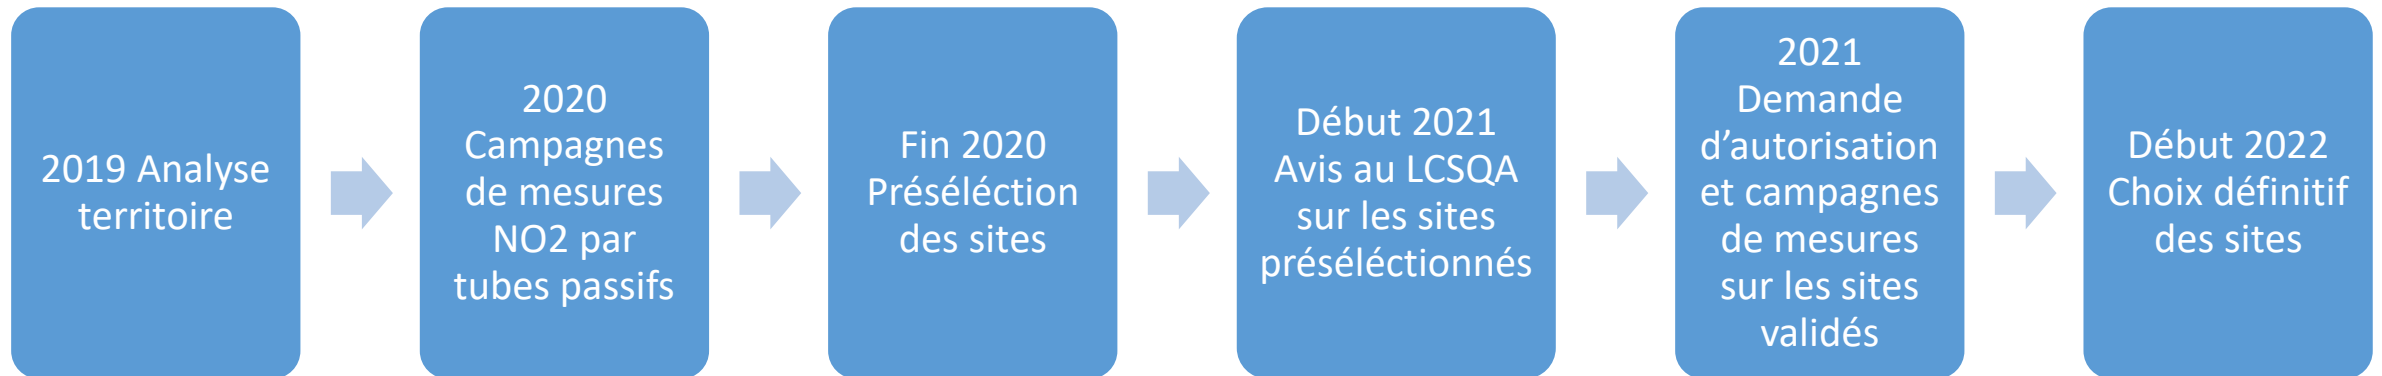 2019 Analyse
territoire
2020
Campagnes
de mesures
NO2 par
tubes passifs
Fin 2020
Préséléction
des sites
Début 2021
Avis au LCSQA
sur les sites
préséléctionnés
2021
Demande
d’autorisation
et campagnes
de mesures
sur les sites
validés
Début 2022
Choix définitif
des sites